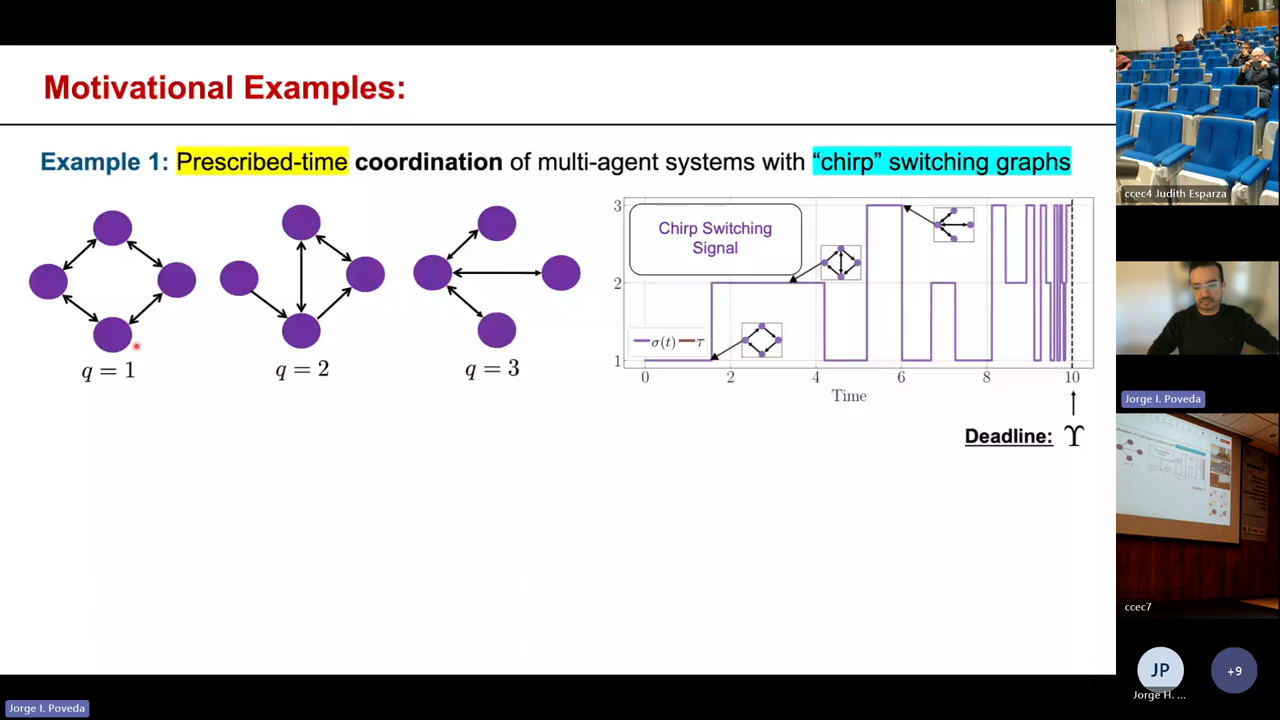 Motivational Examples:
Example 1: Prescribed-time coordination of multi-agent systems with “chirp” switching graphs
q = 1
q = 2
q = 3
Chirp Switching
Signal
3
2
1
σ(t) τ
0 2 4 6 8 10
Time
Deadline: ϒ
ccec4 Judith Esparza
Jorge I. Poveda
ccec7
JP
Jorge H. ...
+9
Jorge I. Poveda